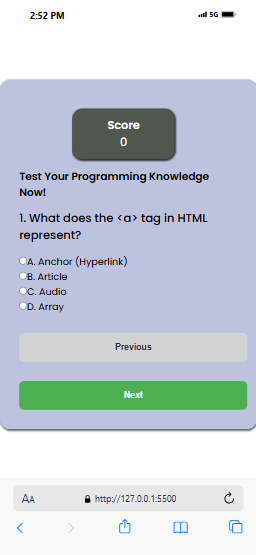 2:52 PM
5G
Score
0
Test Your Programming Knowledge
Now!
1. What does the <a> tag in HTML
represent?
A. Anchor (Hyperlink)
B. Article
C. Audio
D. Array
Previous
Next
AA
http://127.0.0.1:5500